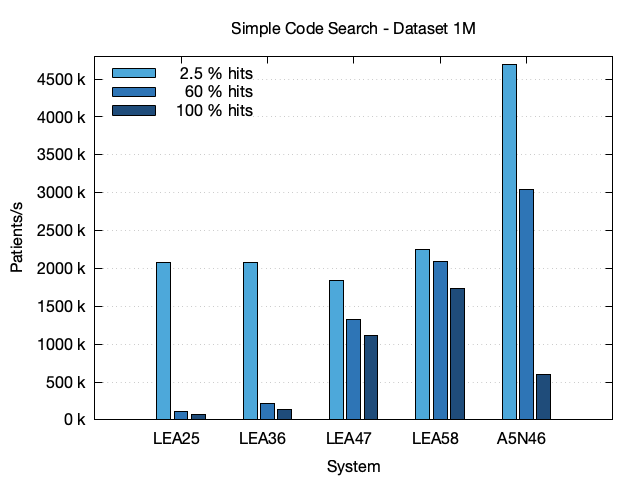 Simple Code Search - Dataset 1M
2.5 % hits
60 % hits
100 % hits
4500 k
4000 k
3500 k
3000 k
2500 k
2000 k
1500 k
1000 k
500 k
0 k
Patients/s
LEA25 LEA36 LEA47 LEA58 A5N46
System